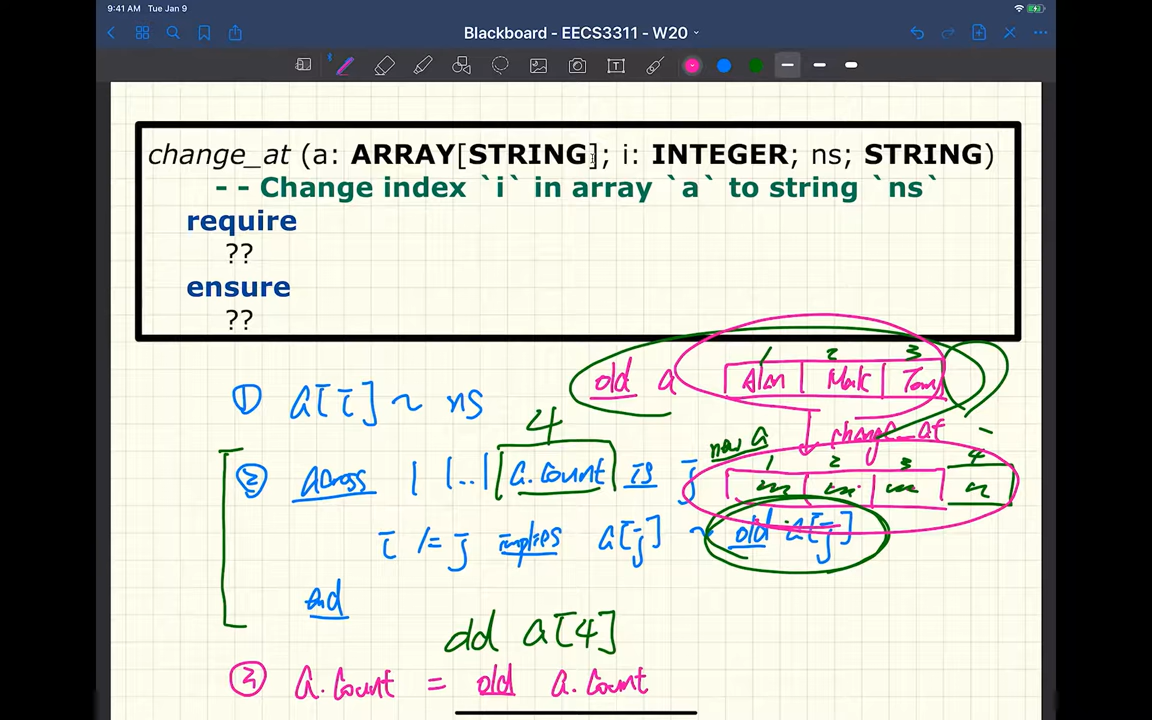 9:41 AM Tue Jan 9
Blackboard - EECS3311 - W20
change_at (a: ARRAY[STRING]; i: INTEGER; ns; STRING)
- - Change index `i` in array `a` to string `ns`
require
??
ensure
??
1 2 3
old a Alan Mark Tom
① a[i] ~ ns
4
new a change_at
1 2 3 4
② across 1 |..| a.count is j
i /= j implies a[j] ~ old a[j]
end
old a[4]
③ a.count = old a.count